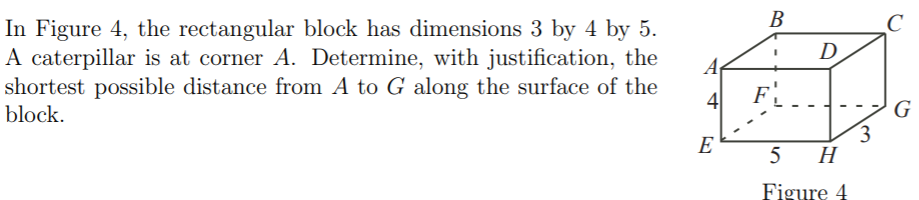 In Figure 4, the rectangular block has dimensions 3 by 4 by 5.
A caterpillar is at corner A. Determine, with justification, the
shortest possible distance from A to G along the surface of the
block.
B
C
D
A
4
F
G
3
E
5
H
Figure 4